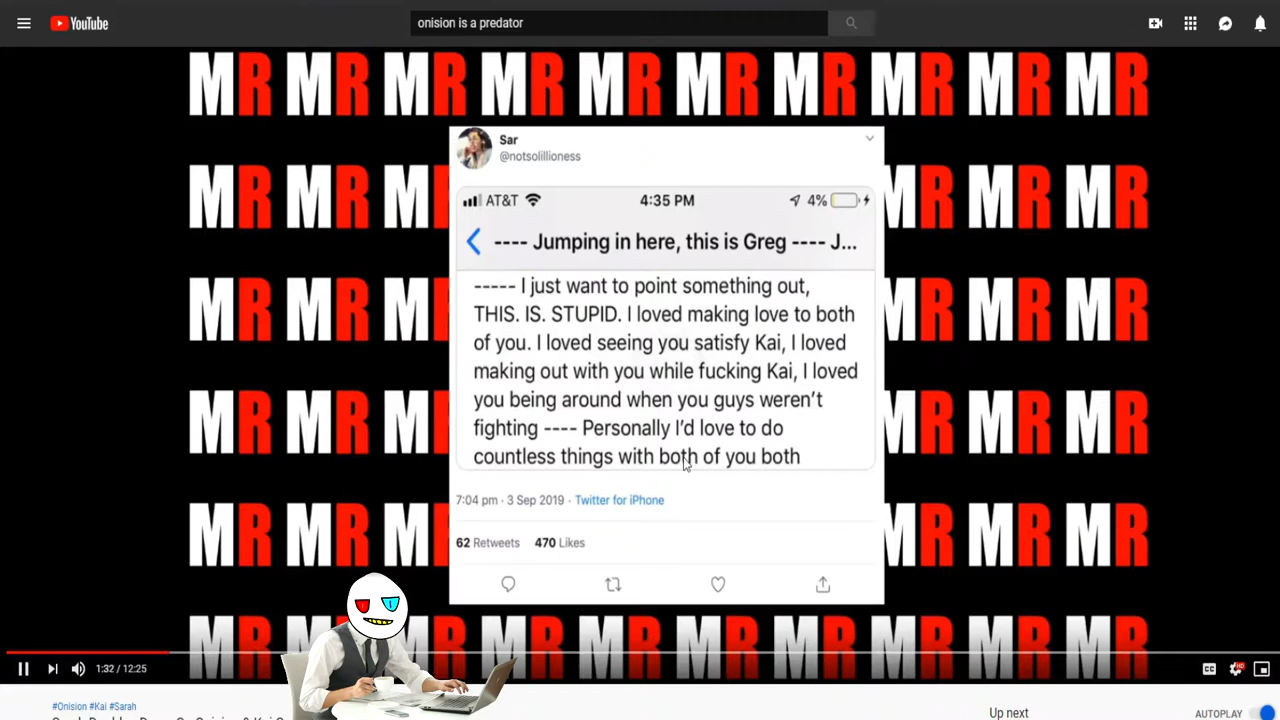 YouTube
onision is a predator
MR MR MR MR MR MR MR MR MR MR
Sar
@notsolillioness
AT&T 4:35 PM 4%
---- Jumping in here, this is Greg ---- J...
----- I just want to point something out,
THIS. IS. STUPID. I loved making love to both
of you. I loved seeing you satisfy Kai, I loved
making out with you while fucking Kai, I loved
you being around when you guys weren't
fighting ---- Personally I'd love to do
countless things with both of you both
7:04 pm · 3 Sep 2019 · Twitter for iPhone
62 Retweets 470 Likes
1:32 / 12:25
CC HD
#Onision #Kai #Sarah
Up next AUTOPLAY